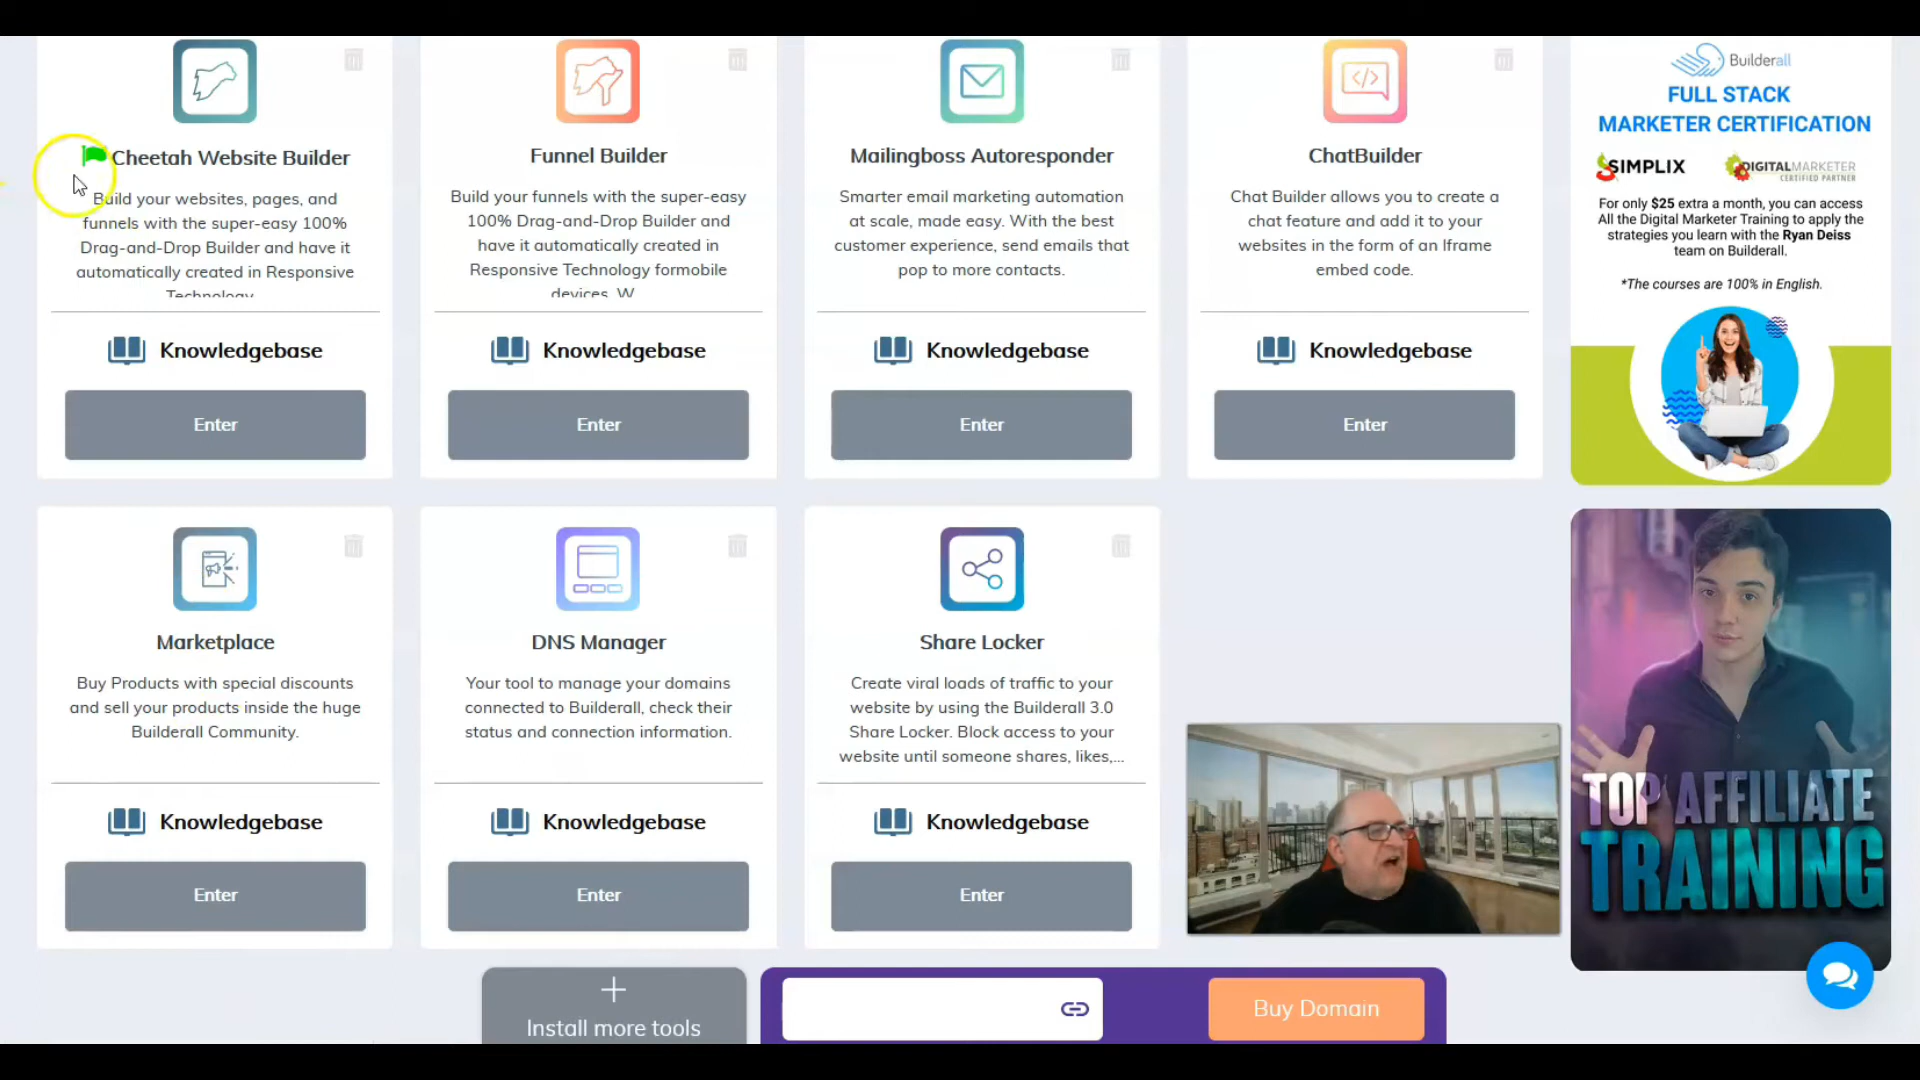 Cheetah Website Builder
Build your websites, pages, and
funnels with the super-easy 100%
Drag-and-Drop Builder and have it
automatically created in Responsive
Technology
Knowledgebase
Enter
Funnel Builder
Build your funnels with the super-easy
100% Drag-and-Drop Builder and
have it automatically created in
Responsive Technology formobile
devices. W
Knowledgebase
Enter
Mailingboss Autoresponder
Smarter email marketing automation
at scale, made easy. With the best
customer experience, send emails that
pop to more contacts.
Knowledgebase
Enter
ChatBuilder
Chat Builder allows you to create a
chat feature and add it to your
websites in the form of an Iframe
embed code.
Knowledgebase
Enter
Builderall
FULL STACK
MARKETER CERTIFICATION
SIMPLIX
DIGITALMARKETER
CERTIFIED PARTNER
For only $25 extra a month, you can access
All the Digital Marketer Training to apply the
strategies you learn with the Ryan Deiss
team on Builderall.
*The courses are 100% in English.
Marketplace
Buy Products with special discounts
and sell your products inside the huge
Builderall Community.
Knowledgebase
Enter
DNS Manager
Your tool to manage your domains
connected to Builderall, check their
status and connection information.
Knowledgebase
Enter
Share Locker
Create viral loads of traffic to your
website by using the Builderall 3.0
Share Locker. Block access to your
website until someone shares, likes,...
Knowledgebase
Enter
TOP AFFILIATE
TRAINING
Install more tools
Buy Domain